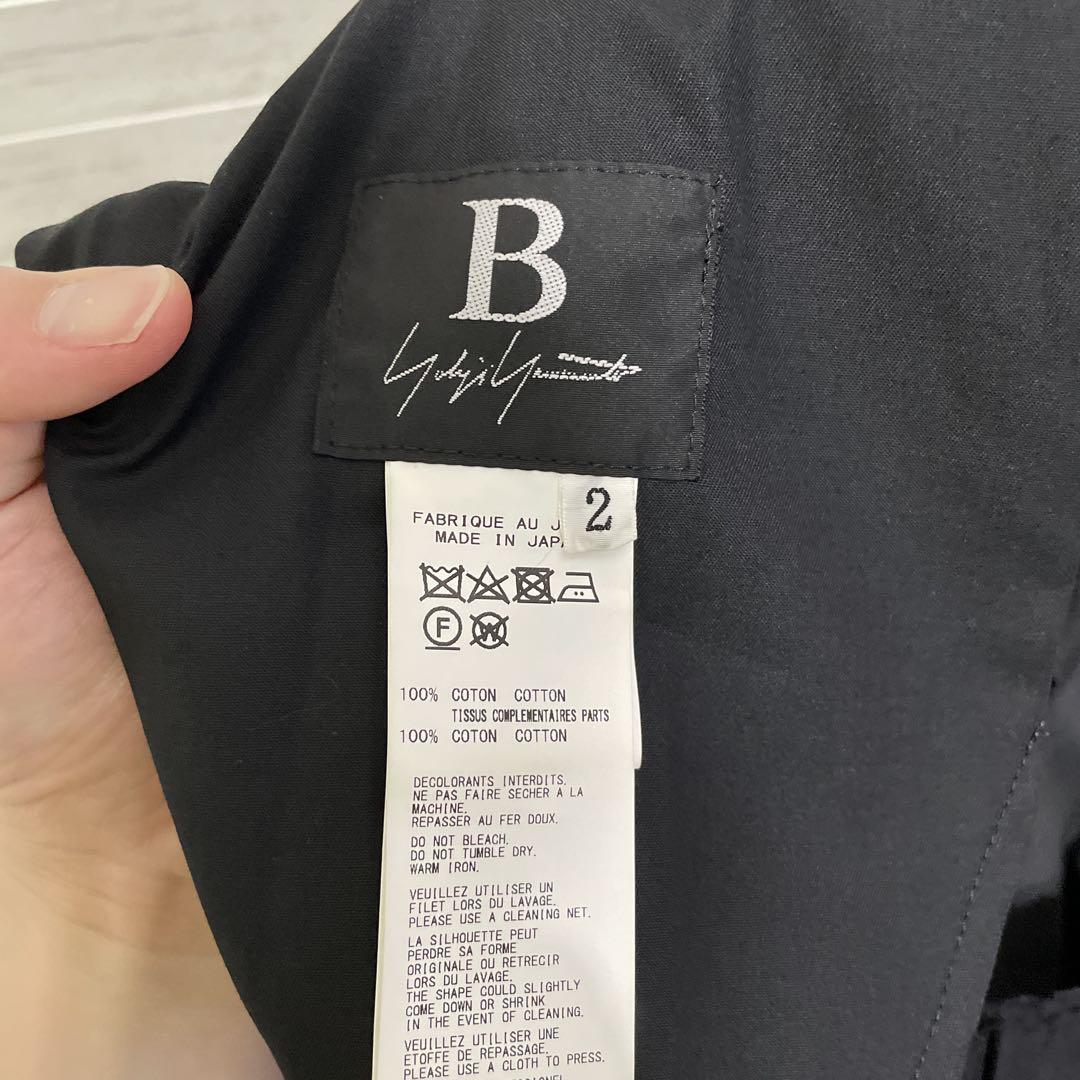 B
Yohji Yamamoto
2
FABRIQUE AU J
MADE IN JAPA
F
W
100% COTON COTTON
TISSUS COMPLEMENTAIRES PARTS
100% COTON COTTON
DECOLORANTS INTERDITS.
NE PAS FAIRE SECHER A LA
MACHINE.
REPASSER AU FER DOUX.
DO NOT BLEACH.
DO NOT TUMBLE DRY.
WARM IRON.
VEUILLEZ UTILISER UN
FILET LORS DU LAVAGE.
PLEASE USE A CLEANING NET.
LA SILHOUETTE PEUT
PERDRE SA FORME
ORIGINALE OU RETRECIR
LORS DU LAVAGE.
THE SHAPE COULD SLIGHTLY
COME DOWN OR SHRINK
IN THE EVENT OF CLEANING.
VEUILLEZ UTILISER UNE
ETOFFE DE REPASSAGE.
PLEASE USE A CLOTH TO PRESS.